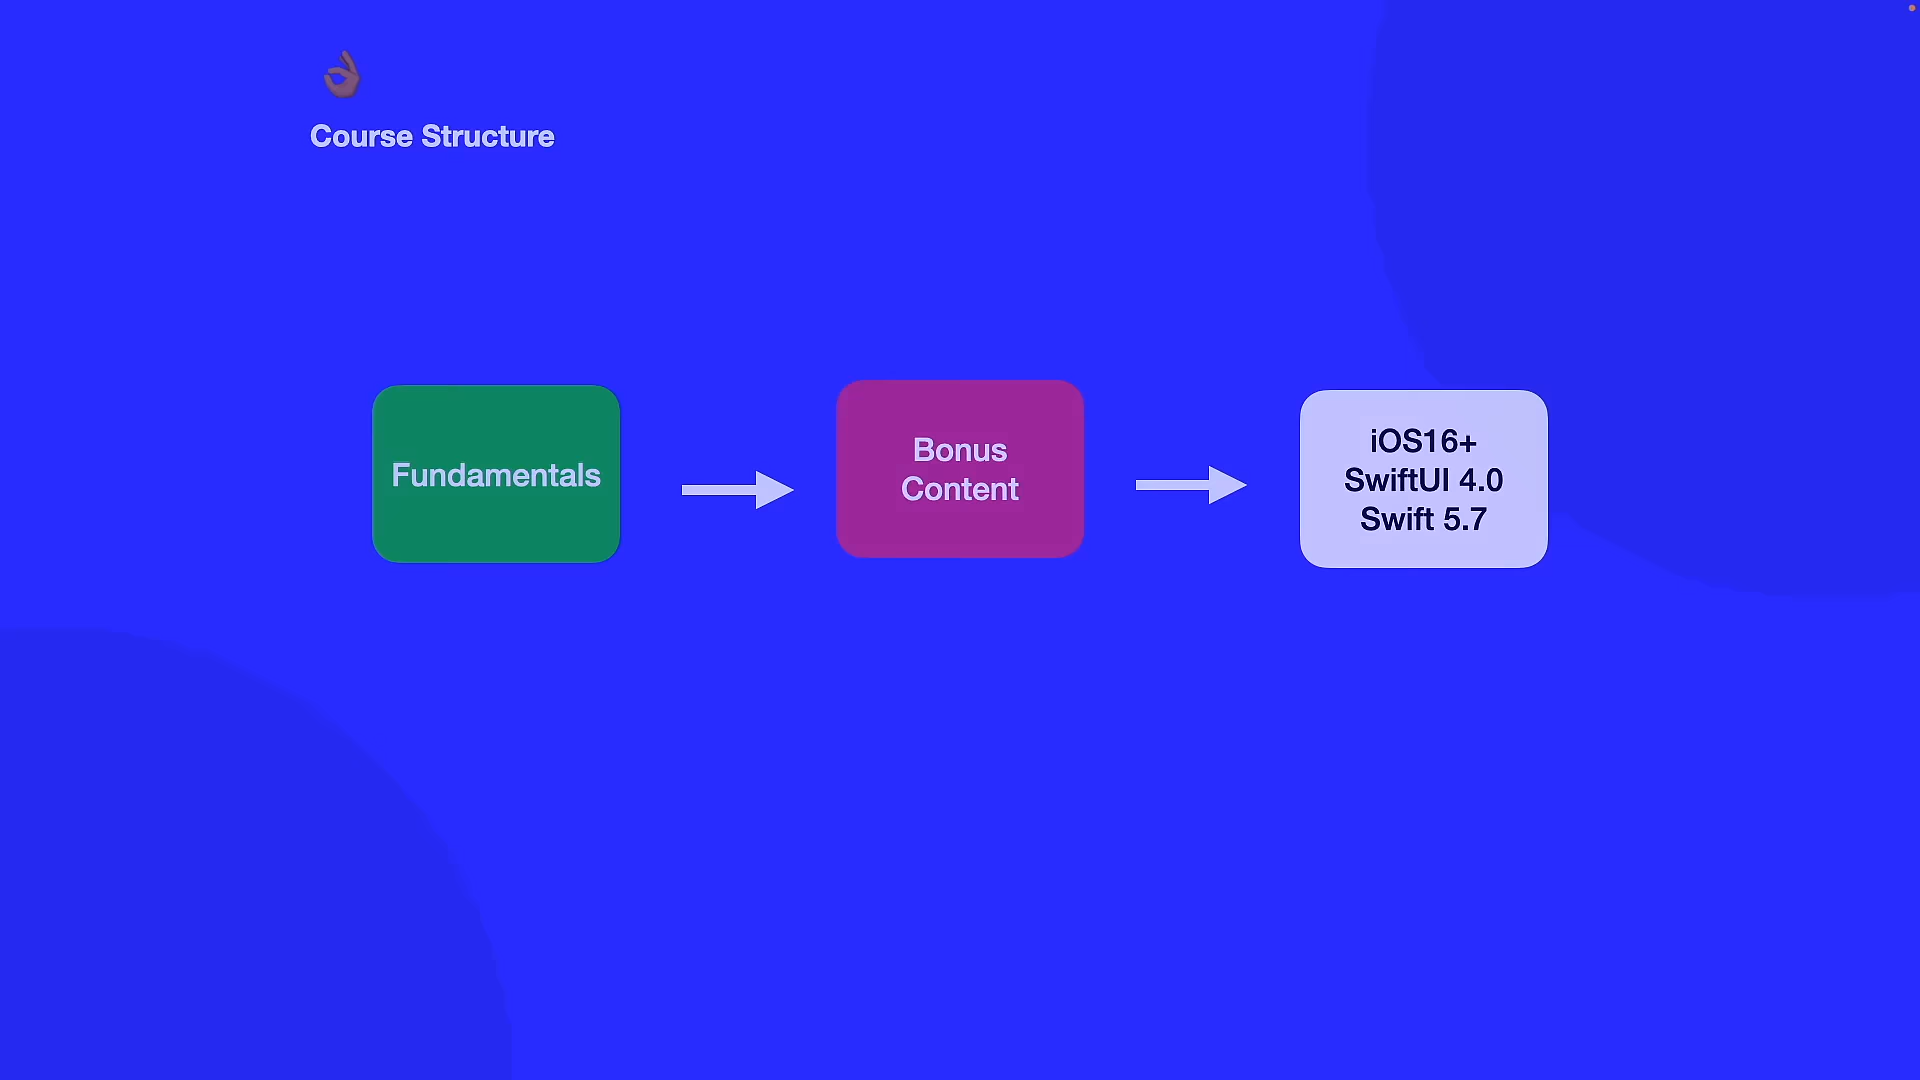 Course Structure
Fundamentals
Bonus
Content
iOS16+
SwiftUI 4.0
Swift 5.7